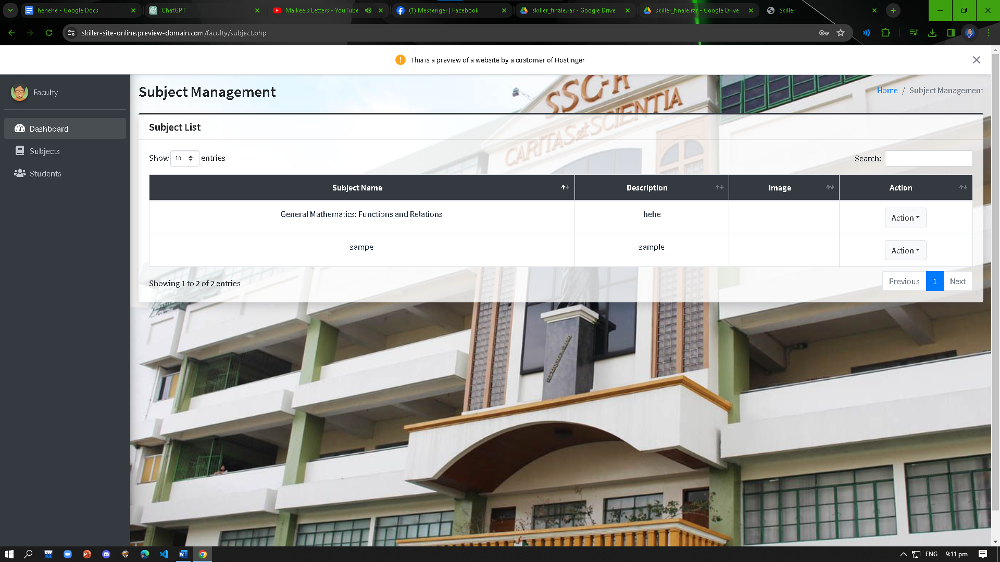 hehehe - Google Docs
ChatGPT
Maikee's Letters - YouTube
(1) Messenger | Facebook
skiller_finale.rar - Google Drive
skiller_finale.rar - Google Drive
Skiller
skiller-site-online.preview-domain.com/faculty/subject.php
This is a preview of a website by a customer of Hostinger
Faculty
Dashboard
Subjects
Students
Subject Management
Home / Subject Management
SSCR
CARITAS et SCIENTIA
Subject List
Show 10 entries
Search:
Subject Name Description Image Action
General Mathematics: Functions and Relations hehe Action
sampe sample Action
Showing 1 to 2 of 2 entries
Previous 1 Next
ENG 9:11 pm